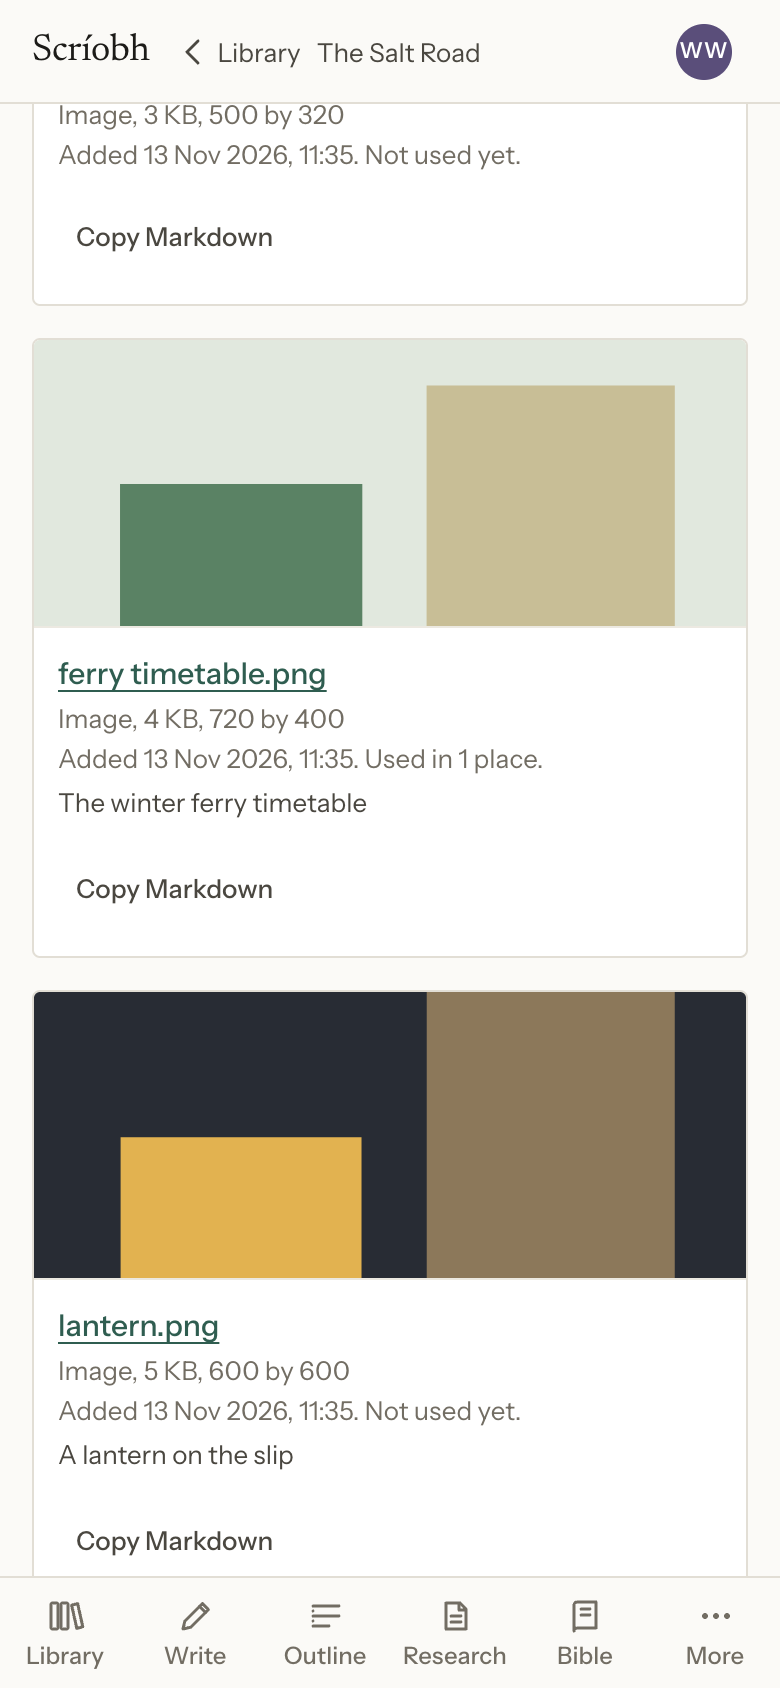 Scríobh
Library The Salt Road
WW
Image, 3 KB, 500 by 320
Added 13 Nov 2026, 11:35. Not used yet.
Copy Markdown
ferry timetable.png
Image, 4 KB, 720 by 400
Added 13 Nov 2026, 11:35. Used in 1 place.
The winter ferry timetable
Copy Markdown
lantern.png
Image, 5 KB, 600 by 600
Added 13 Nov 2026, 11:35. Not used yet.
A lantern on the slip
Copy Markdown
Library Write Outline Research Bible More